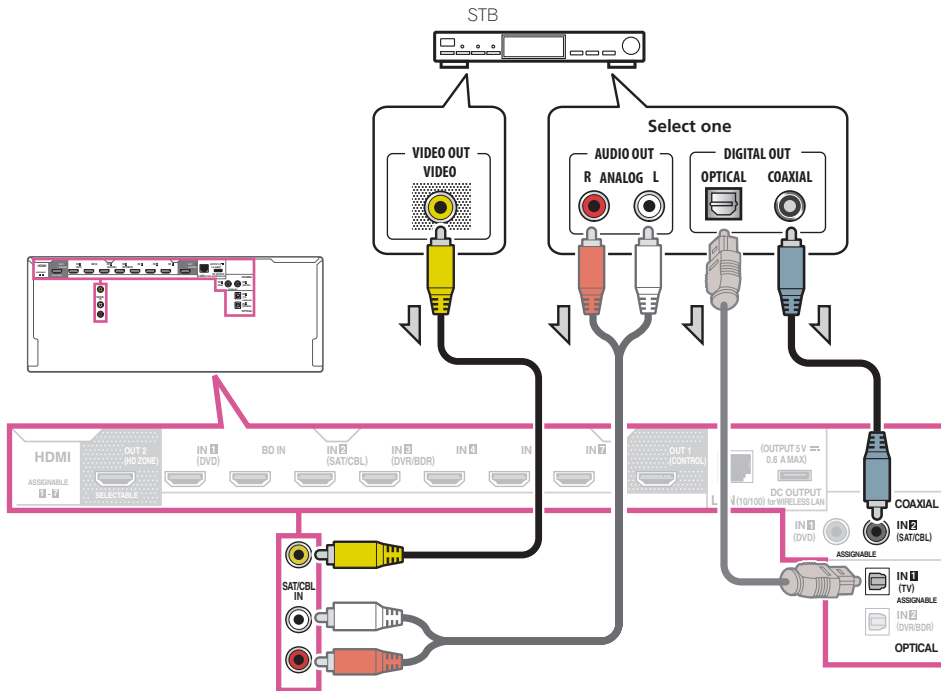 STB
Select one
VIDEO OUT
VIDEO
AUDIO OUT
R ANALOG L
DIGITAL OUT
OPTICAL COAXIAL
HDMI
ASSIGNABLE
1 - 7
OUT 2
(HD ZONE)
SELECTABLE
IN 1
(DVD)
BD IN
IN 2
(SAT/CBL)
IN 3
(DVR/BDR)
IN 4
IN
IN 7
OUT 1
(CONTROL)
(10/100)
(OUTPUT 5 V
0.6 A MAX)
DC OUTPUT
for WIRELESS LAN
COAXIAL
IN 1
(DVD)
IN 2
(SAT/CBL)
ASSIGNABLE
IN 1
(TV)
ASSIGNABLE
IN 2
(DVR/BDR)
OPTICAL
SAT/CBL
IN